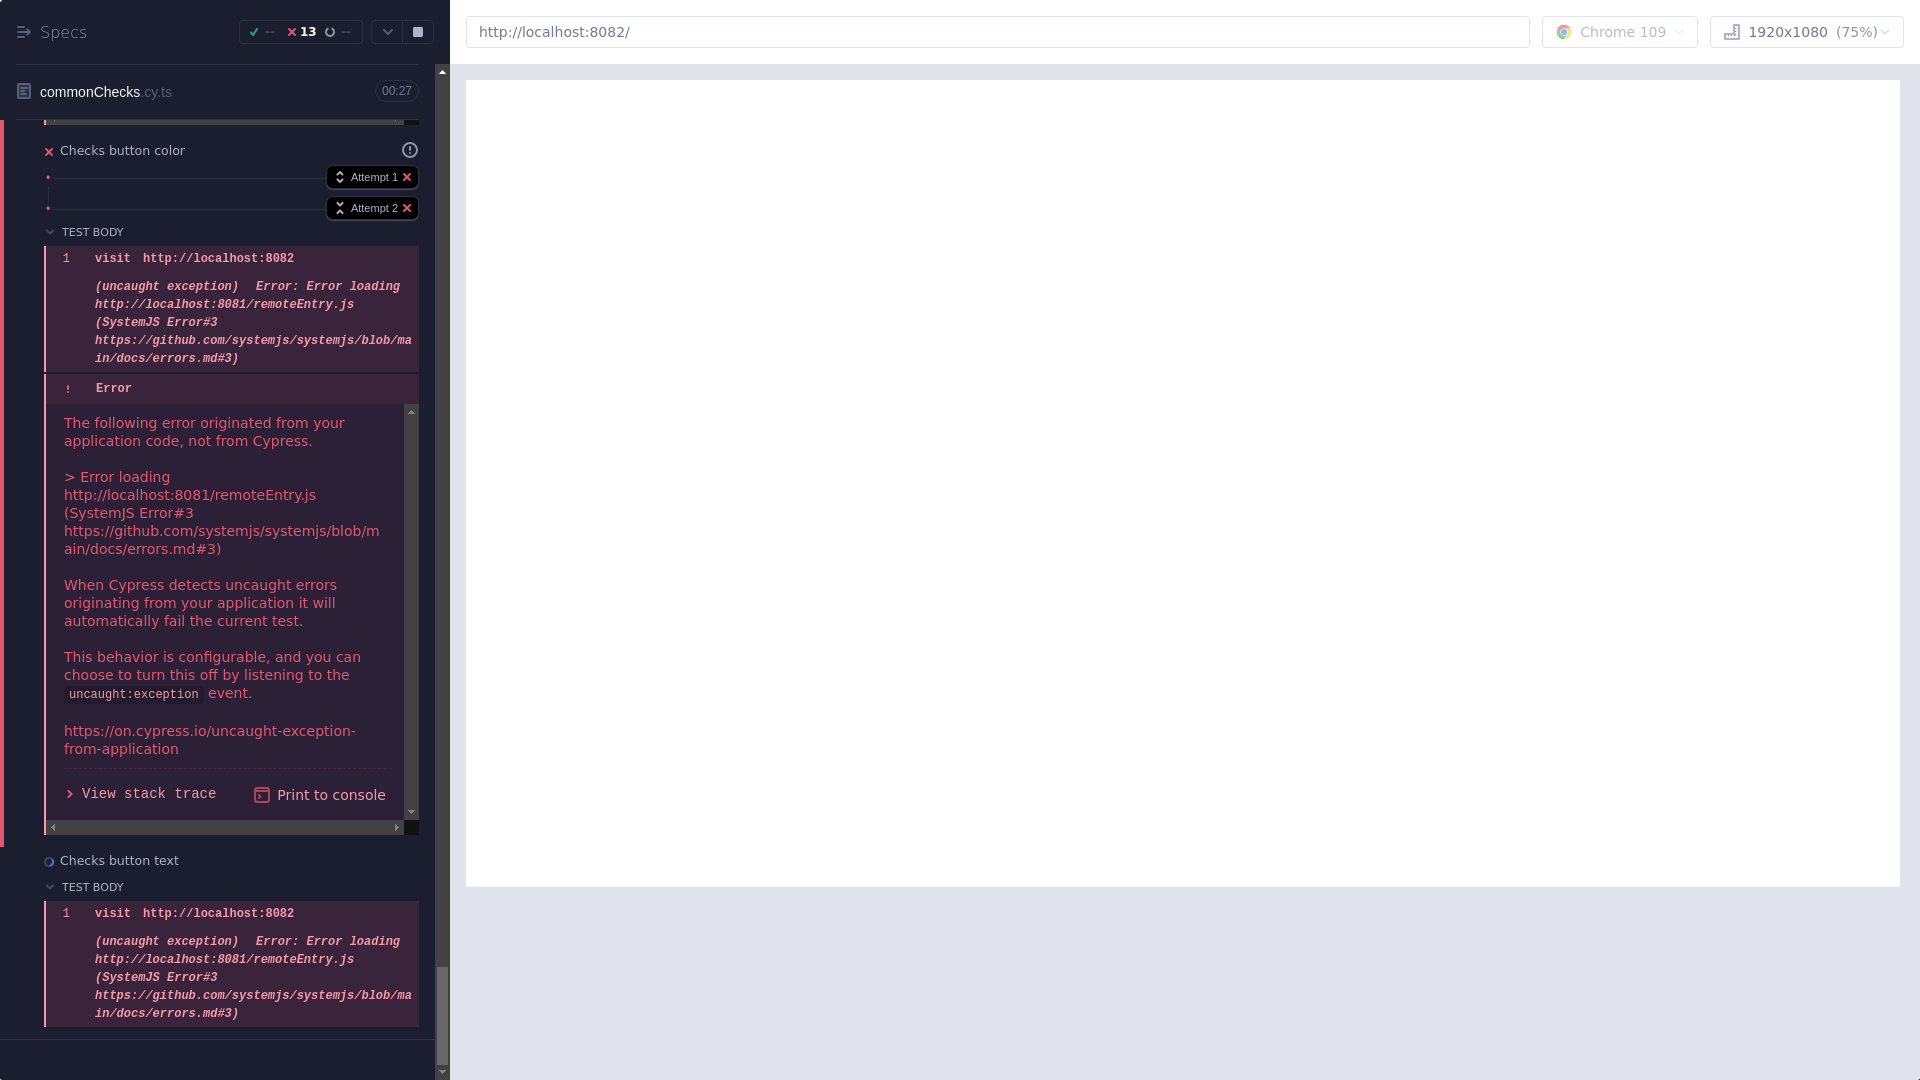 Specs
-- 13 --
http://localhost:8082/
Chrome 109
1920x1080 (75%)
commonChecks.cy.ts
00:27
Checks button color
Attempt 1
Attempt 2
TEST BODY
1 visit http://localhost:8082
(uncaught exception) Error: Error loading
http://localhost:8081/remoteEntry.js
(SystemJS Error#3
https://github.com/systemjs/systemjs/blob/ma
in/docs/errors.md#3)
! Error
The following error originated from your
application code, not from Cypress.
> Error loading
http://localhost:8081/remoteEntry.js
(SystemJS Error#3
https://github.com/systemjs/systemjs/blob/m
ain/docs/errors.md#3)
When Cypress detects uncaught errors
originating from your application it will
automatically fail the current test.
This behavior is configurable, and you can
choose to turn this off by listening to the
uncaught:exception event.
https://on.cypress.io/uncaught-exception-
from-application
View stack trace
Print to console
Checks button text
TEST BODY
1 visit http://localhost:8082
(uncaught exception) Error: Error loading
http://localhost:8081/remoteEntry.js
(SystemJS Error#3
https://github.com/systemjs/systemjs/blob/ma
in/docs/errors.md#3)